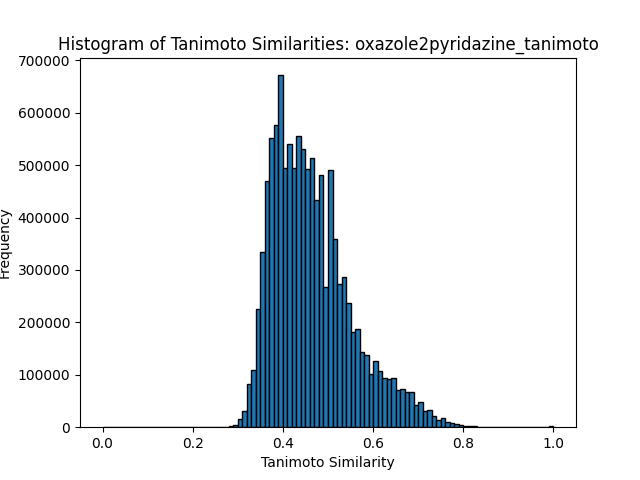 Histogram of Tanimoto Similarities: oxazole2pyridazine_tanimoto
700000
600000
500000
400000
300000
200000
100000
0
Frequency
0.0 0.2 0.4 0.6 0.8 1.0
Tanimoto Similarity